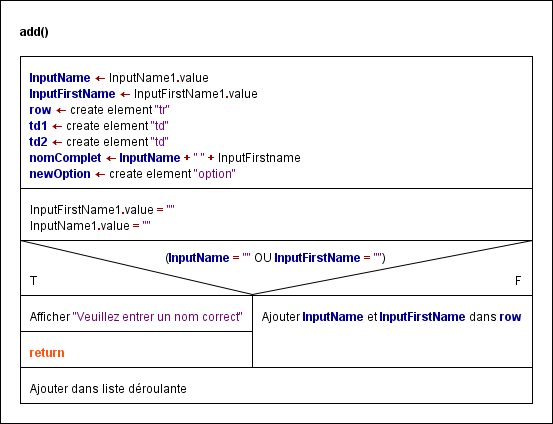 add()
InputName ← InputName1.value
InputFirstName ← InputFirstName1.value
row ← create element "tr"
td1 ← create element "td"
td2 ← create element "td"
nomComplet ← InputName + " " + InputFirstname
newOption ← create element "option"
InputFirstName1.value = ""
InputName1.value = ""
(InputName = "" OU InputFirstName = "")
T F
Afficher "Veuillez entrer un nom correct"
Ajouter InputName et InputFirstName dans row
return
Ajouter dans liste déroulante